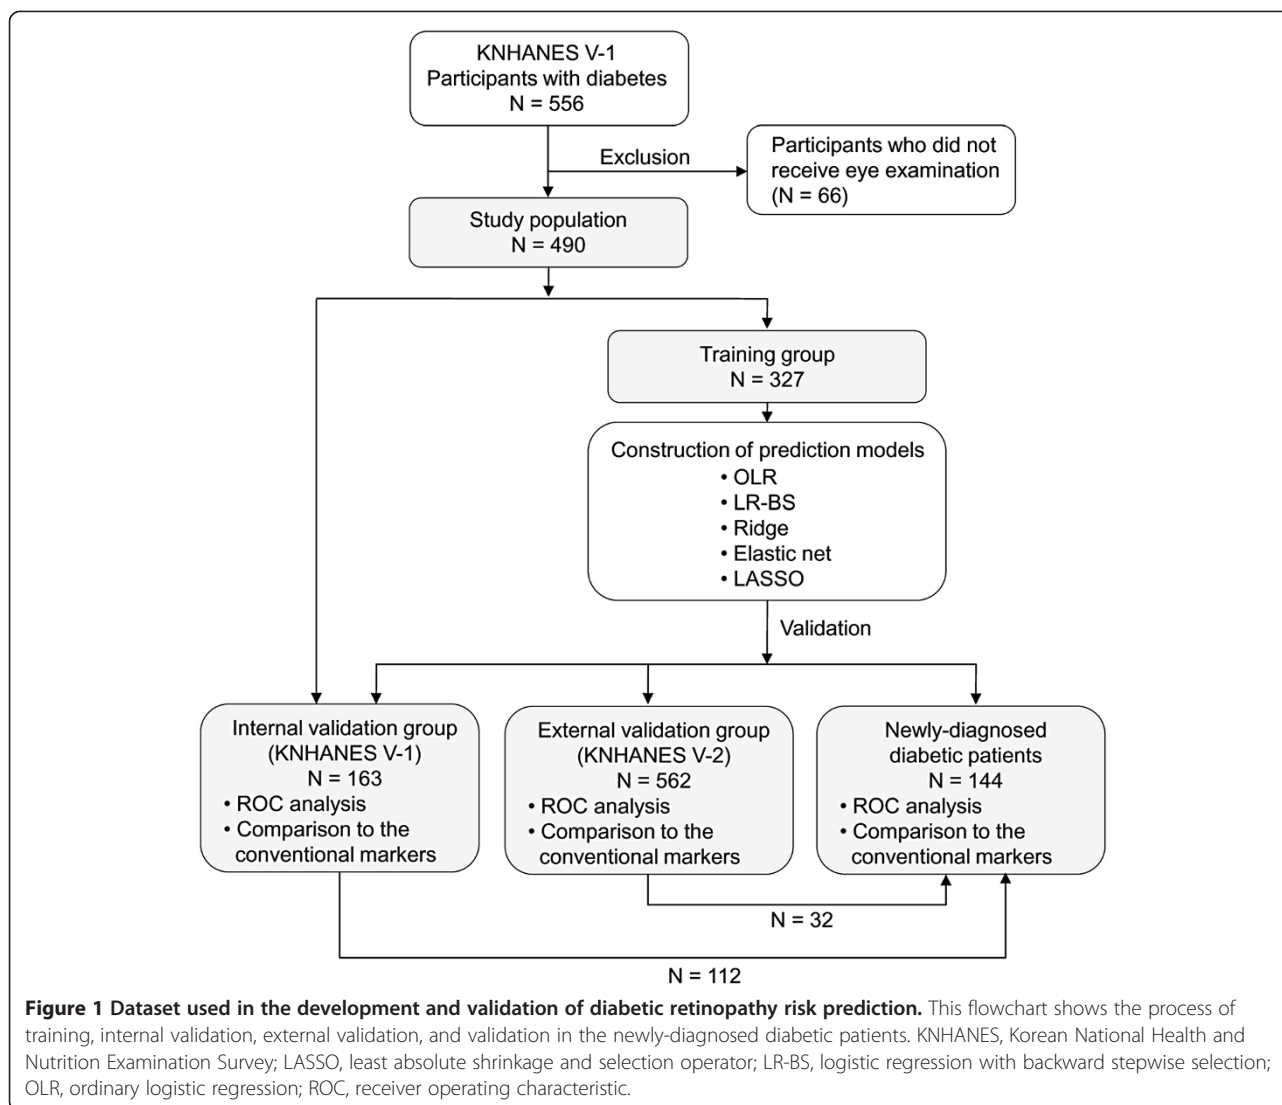 KNHANES V-1
Participants with diabetes
N = 556
Exclusion
Participants who did not
receive eye examination
(N = 66)
Study population
N = 490
Training group
N = 327
Construction of prediction models
• OLR
• LR-BS
• Ridge
• Elastic net
• LASSO
Validation
Internal validation group
(KNHANES V-1)
N = 163
• ROC analysis
• Comparison to the
conventional markers
External validation group
(KNHANES V-2)
N = 562
• ROC analysis
• Comparison to the
conventional markers
Newly-diagnosed
diabetic patients
N = 144
• ROC analysis
• Comparison to the
conventional markers
N = 32
N = 112
Figure 1 Dataset used in the development and validation of diabetic retinopathy risk prediction. This flowchart shows the process of
training, internal validation, external validation, and validation in the newly-diagnosed diabetic patients. KNHANES, Korean National Health and
Nutrition Examination Survey; LASSO, least absolute shrinkage and selection operator; LR-BS, logistic regression with backward stepwise selection;
OLR, ordinary logistic regression; ROC, receiver operating characteristic.